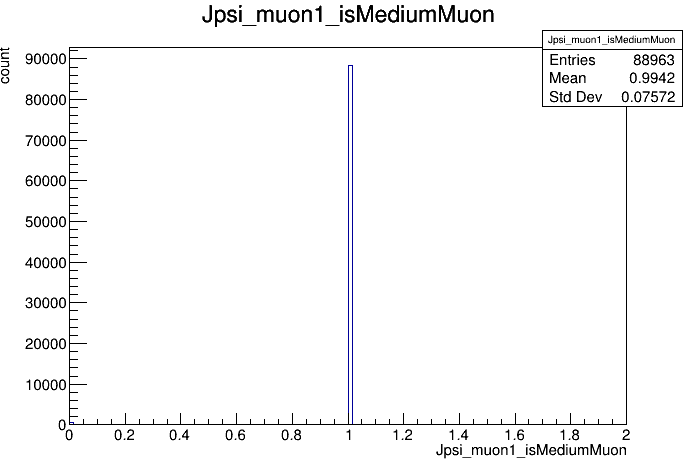 Jpsi_muon1_isMediumMuon
Jpsi_muon1_isMediumMuon
Entries 88963
Mean 0.9942
Std Dev 0.07572
count
90000
80000
70000
60000
50000
40000
30000
20000
10000
0
0 0.2 0.4 0.6 0.8 1 1.2 1.4 1.6 1.8 2
Jpsi_muon1_isMediumMuon